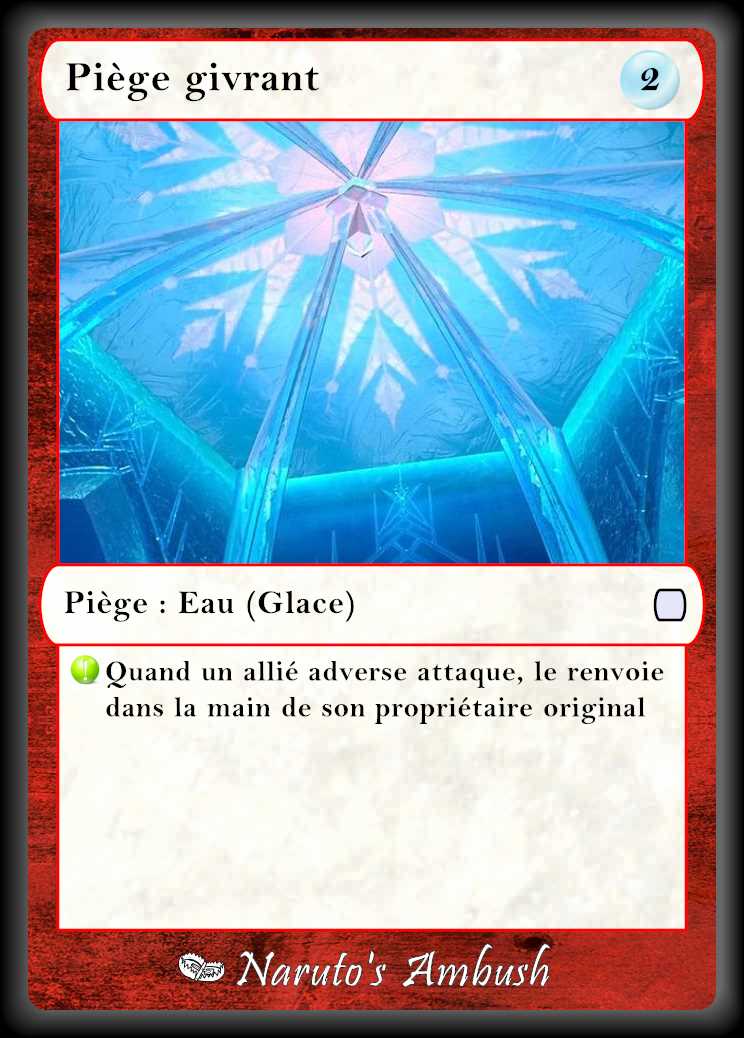 Piège givrant
2
Piège : Eau (Glace)
Quand un allié adverse attaque, le renvoie
dans la main de son propriétaire original
Naruto's Ambush